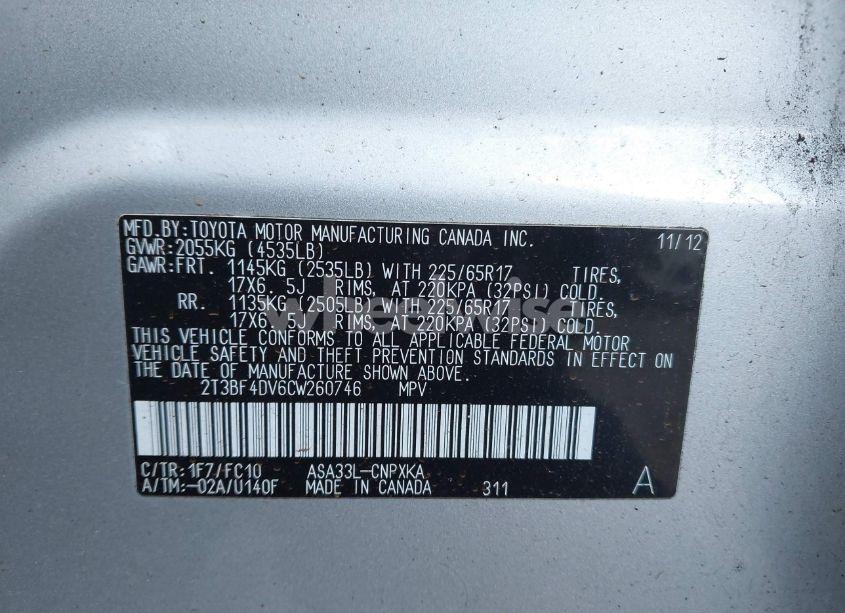 MFD.BY:TOYOTA MOTOR MANUFACTURING CANADA INC. 11/12
GVWR:2055KG (4535LB)
GAWR:FRT. 1145KG (2535LB) WITH 225/65R17 TIRES,
17X6.5J RIMS, AT 220KPA (32PSI) COLD.
RR. 1135KG (2505LB) WITH 225/65R17 TIRES,
17X6.5J RIMS, AT 220KPA (32PSI) COLD.
THIS VEHICLE CONFORMS TO ALL APPLICABLE FEDERAL MOTOR
VEHICLE SAFETY AND THEFT PREVENTION STANDARDS IN EFFECT ON
THE DATE OF MANUFACTURE SHOWN ABOVE.
2T3BF4DV6CW260746 MPV
C/TR:1F7/FC10 ASA33L-CNPXKA
A/TM:-02A/U140F MADE IN CANADA 311 A